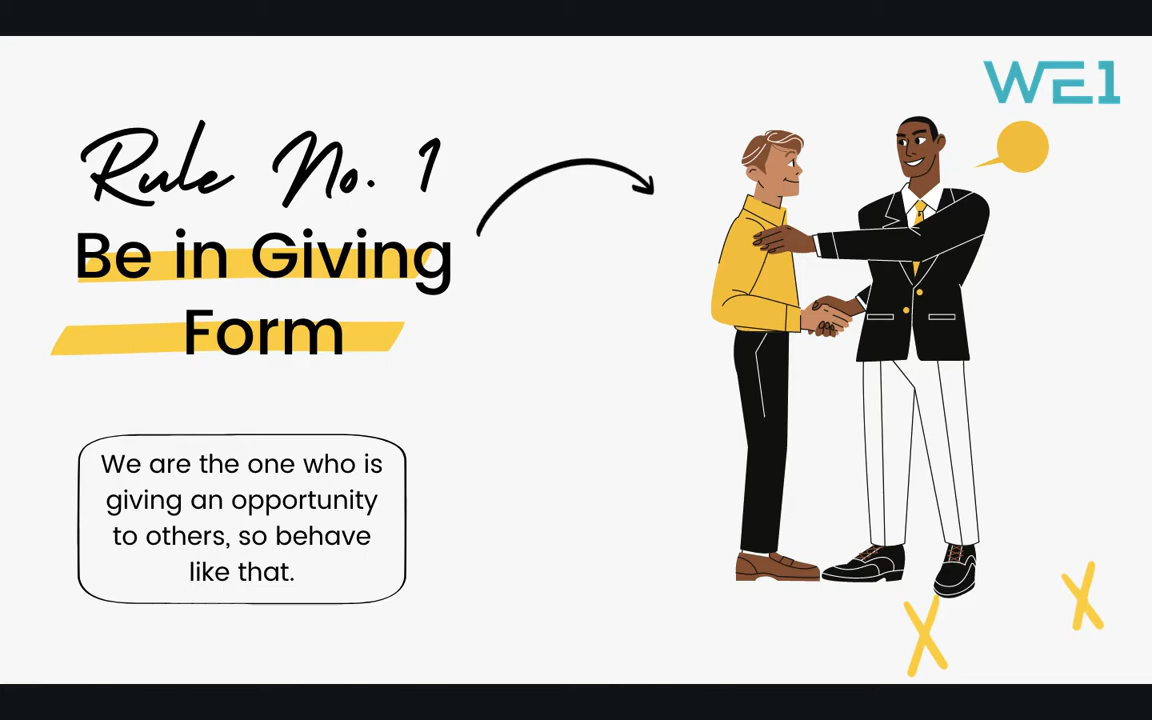 WE1
Rule No. 1
Be in Giving
Form
We are the one who is
giving an opportunity
to others, so behave
like that.